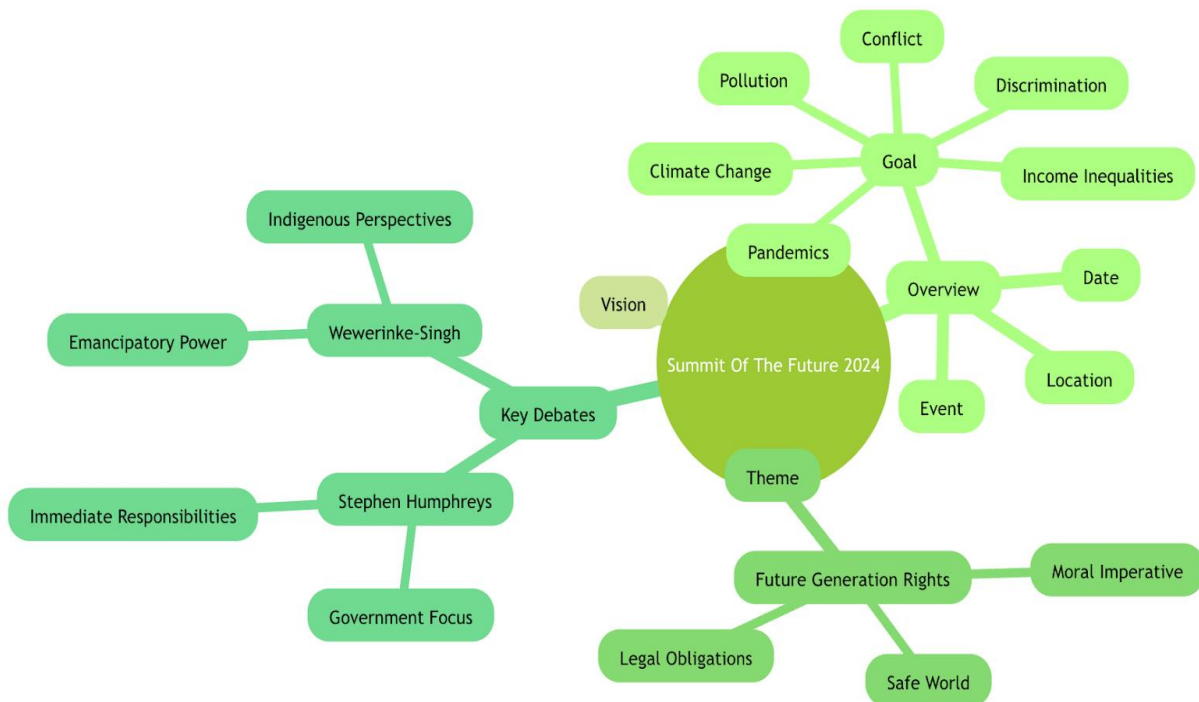 Conflict
Pollution
Discrimination
Goal
Climate Change
Income Inequalities
Indigenous Perspectives
Pandemics
Vision
Overview
Date
Wewerinke-Singh
Emancipatory Power
Summit Of The Future 2024
Location
Key Debates
Event
Theme
Stephen Humphreys
Immediate Responsibilities
Future Generation Rights
Moral Imperative
Government Focus
Legal Obligations
Safe World